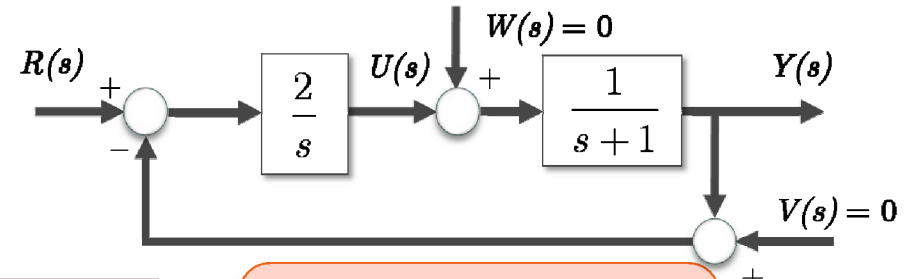 R(s)
+
−
2
s
U(s)
W(s) = 0
+
1
s + 1
Y(s)
V(s) = 0
+